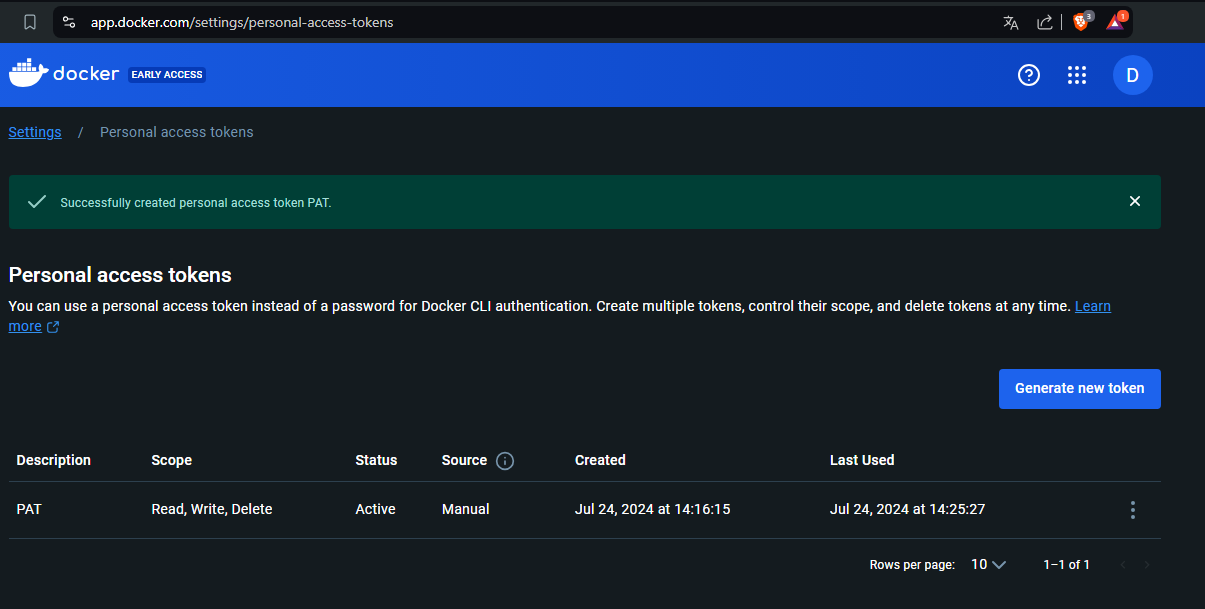 app.docker.com/settings/personal-access-tokens
3
1
docker EARLY ACCESS
D
Settings / Personal access tokens
Successfully created personal access token PAT.
Personal access tokens
You can use a personal access token instead of a password for Docker CLI authentication. Create multiple tokens, control their scope, and delete tokens at any time. Learn
more
Generate new token
Description Scope Status Source Created Last Used
PAT Read, Write, Delete Active Manual Jul 24, 2024 at 14:16:15 Jul 24, 2024 at 14:25:27
Rows per page: 10 1–1 of 1